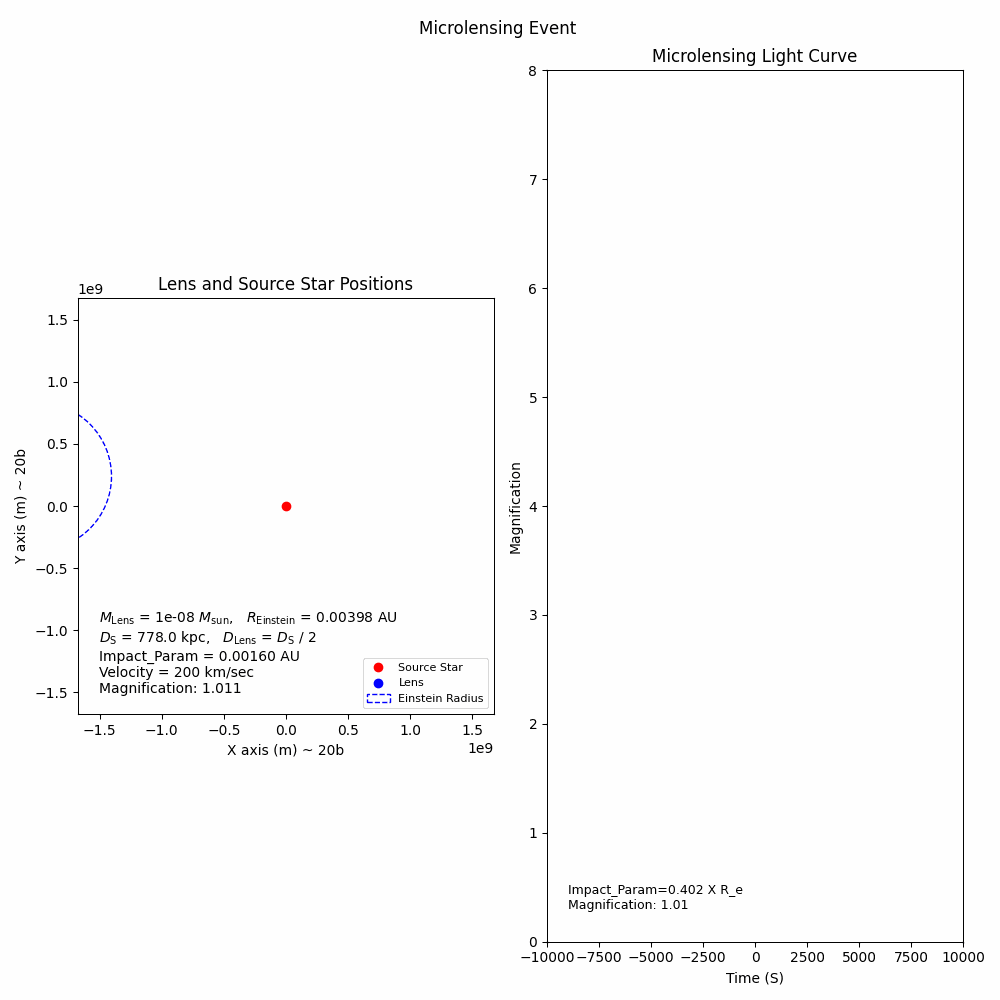 Microlensing Event
Lens and Source Star Positions
1e9
1.5
1.0
0.5
0.0
−0.5
−1.0
−1.5
Y axis (m) ~ 20b
M_Lens = 1e-08 M_sun,   R_Einstein = 0.00398 AU
D_S = 778.0 kpc,   D_Lens = D_S / 2
Impact_Param = 0.00160 AU
Velocity = 200 km/sec
Magnification: 1.011
Source Star
Lens
Einstein Radius
−1.5 −1.0 −0.5 0.0 0.5 1.0 1.5
1e9
X axis (m) ~ 20b
Microlensing Light Curve
8
7
6
5
4
3
2
1
0
Magnification
Impact_Param=0.402 X R_e
Magnification: 1.01
−10000 −7500 −5000 −2500 0 2500 5000 7500 10000
Time (S)